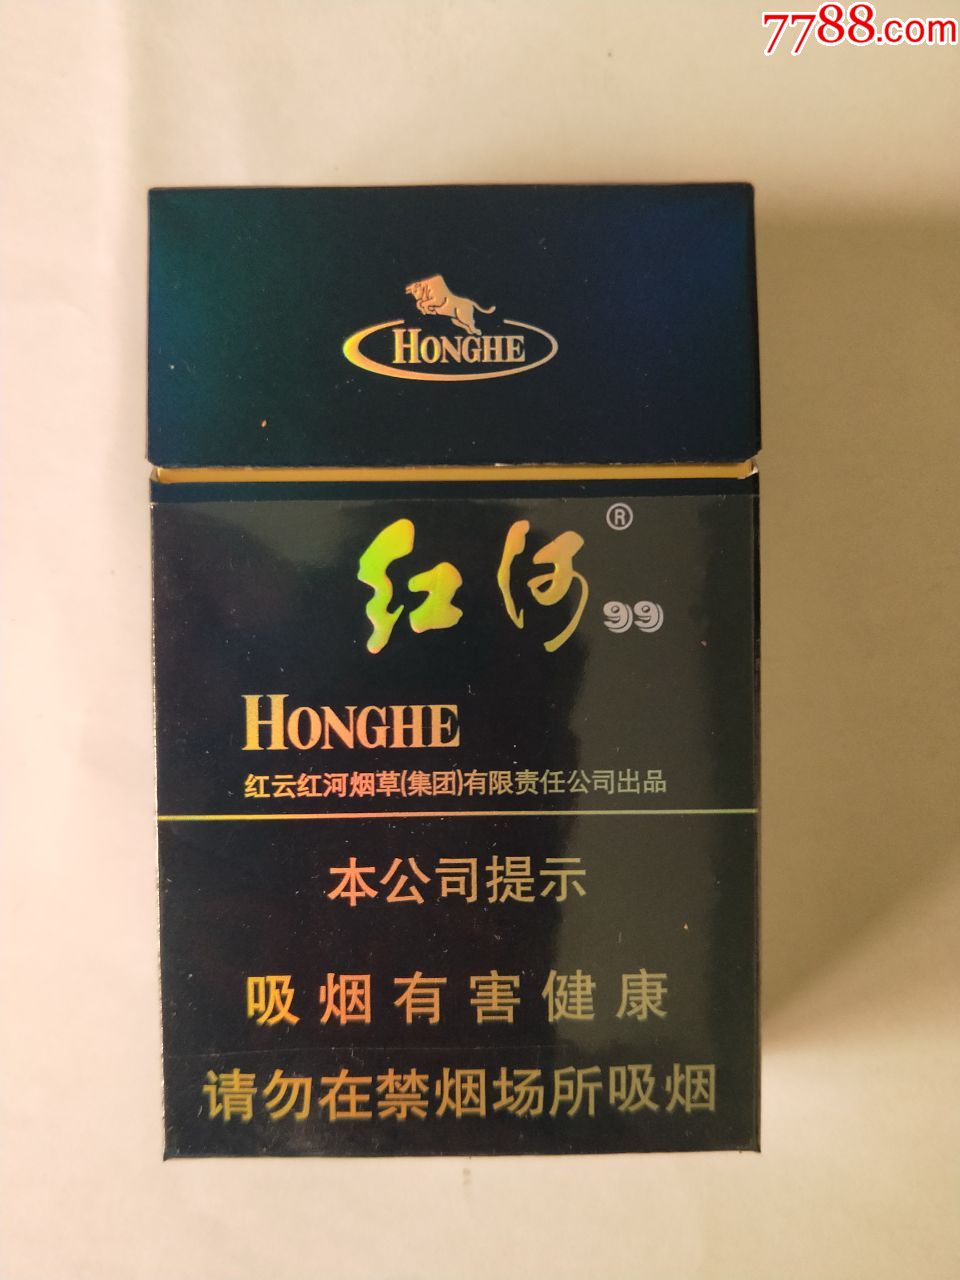 7788.com
HONGHE
红河®
99
HONGHE
红云红河烟草(集团)有限责任公司出品
本公司提示
吸烟有害健康
请勿在禁烟场所吸烟